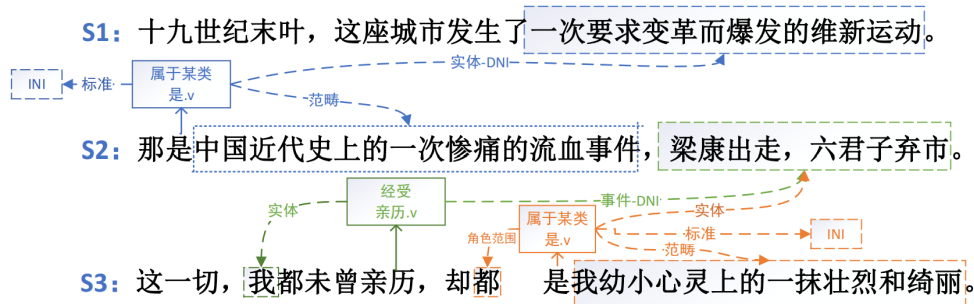 S1：十九世纪末叶，这座城市发生了一次要求变革而爆发的维新运动。
实体-DNI
INI
标准
属于某类
是.v
范畴
S2：那是中国近代史上的一次惨痛的流血事件，梁康出走，六君子弃市。
实体
经受
亲历.v
事件-DNI
属于某类
是.v
实体
标准
INI
角色范围
范畴
S3：这一切，我都未曾亲历，却都 是我幼小心灵上的一抹壮烈和绮丽。